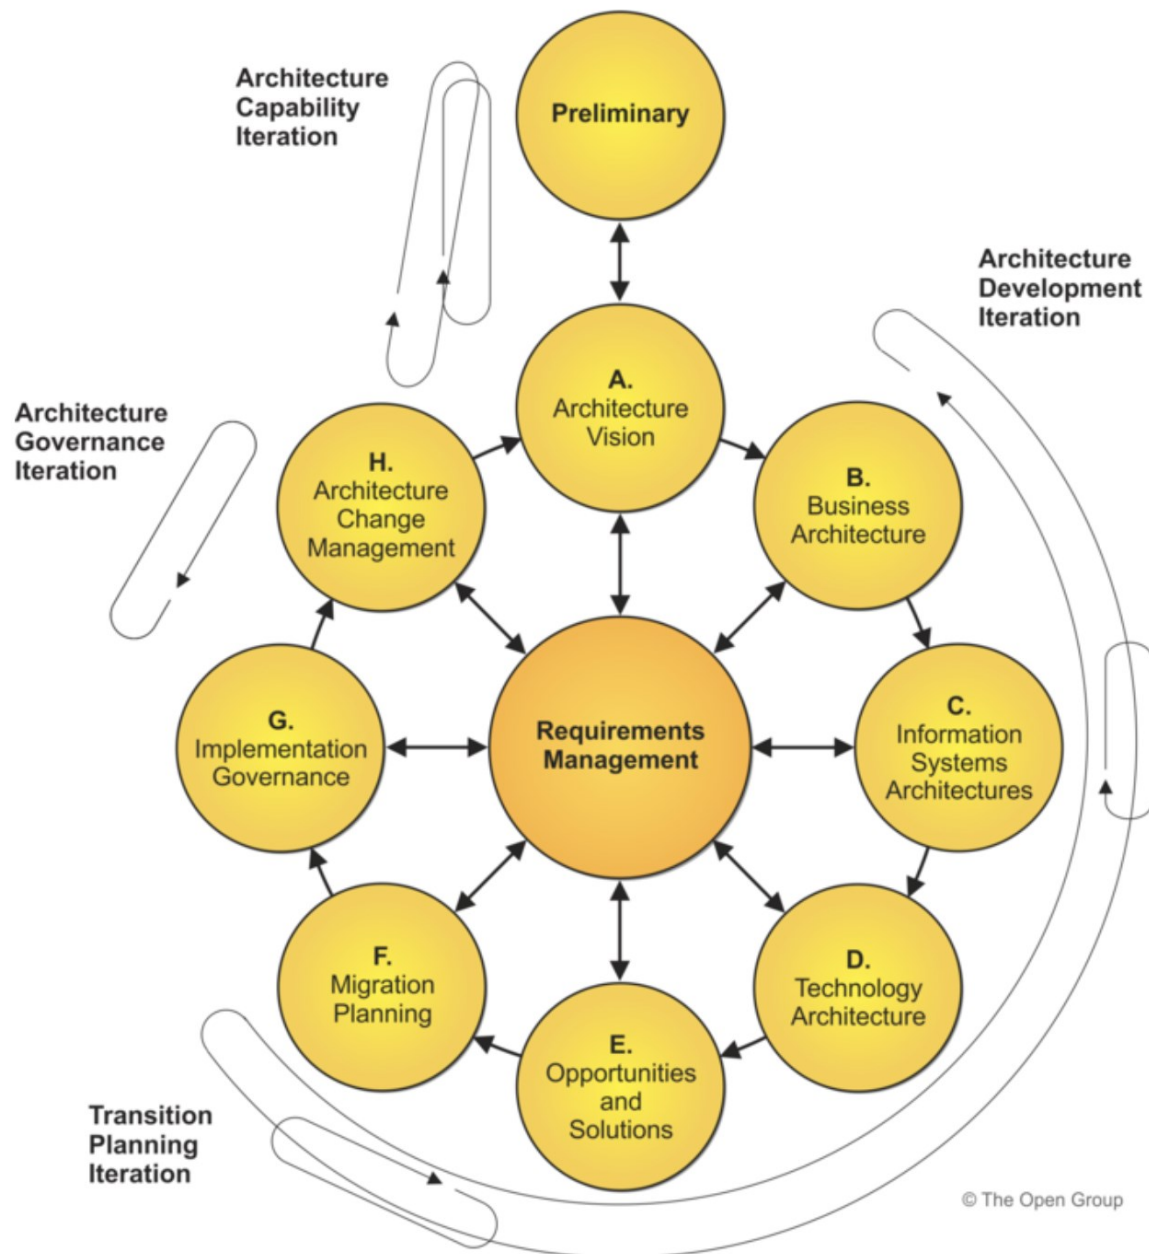 Architecture
Capability
Iteration
Preliminary
Architecture
Development
Iteration
A.
Architecture
Vision
Architecture
Governance
Iteration
H.
Architecture
Change
Management
B.
Business
Architecture
G.
Implementation
Governance
Requirements
Management
C.
Information
Systems
Architectures
F.
Migration
Planning
D.
Technology
Architecture
E.
Opportunities
and
Solutions
Transition
Planning
Iteration
© The Open Group